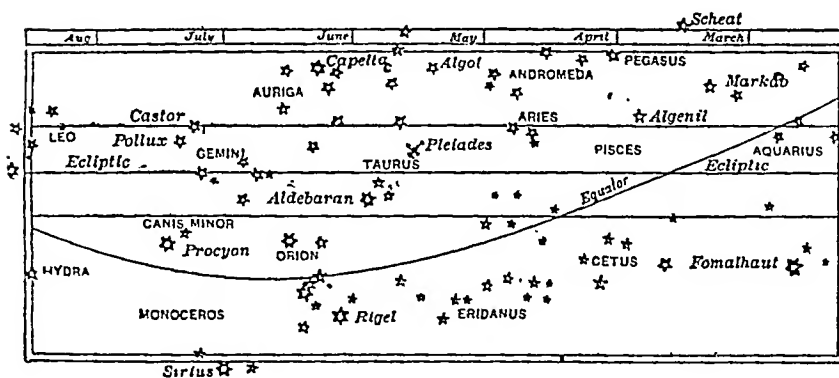 Scheat
Aug July June May April March
Capella Algol PEGASUS
ANDROMEDA Markab
AURIGA
Castor ARIES Algenil
LEO
Pollux Pleiades PISCES AQUARIUS
Ecliptic GEMINI TAURUS Ecliptic
Aldebaran Equator
CANIS MINOR
Procyon ORION CETUS Fomalhaut
HYDRA
MONOCEROS Rigel ERIDANUS
Sirius